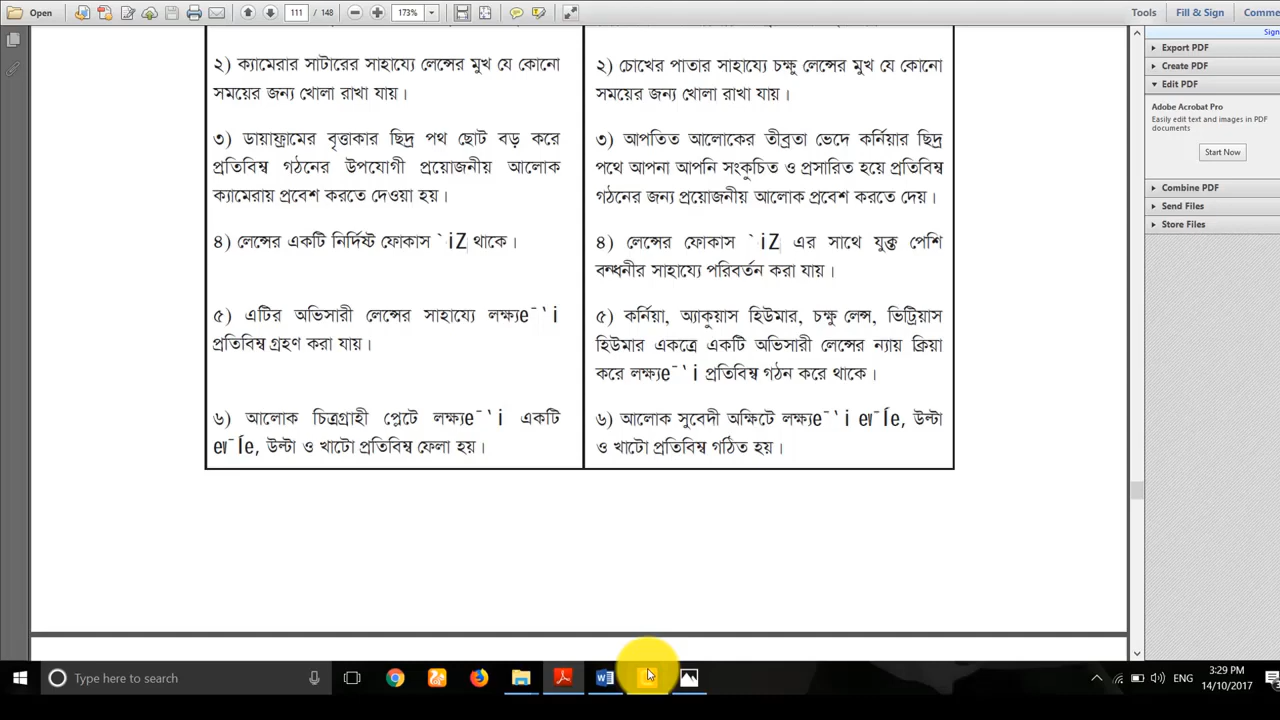 Open
111 / 148
173%
Tools
Fill & Sign
Comme
Sign
Export PDF
Create PDF
Edit PDF
Adobe Acrobat Pro
Easily edit text and images in PDF
documents
Start Now
Combine PDF
Send Files
Store Files
২) ক্যামেরার সাটারের সাহায্যে লেন্সের মুখ যে কোনো
সময়ের জন্য খোলা রাখা যায়।
৩) ডায়াফ্রামের বৃত্তাকার ছিদ্র পথ ছোট বড় করে
প্রতিবিম্ব গঠনের উপযোগী প্রয়োজনীয় আলোক
ক্যামেরায় প্রবেশ করতে দেওয়া হয়।
৪) লেন্সের একটি নির্দিষ্ট ফোকাস `iZ থাকে।
৫) এটির অভিসারী লেন্সের সাহায্যে লক্ষ্যe¯‘i
প্রতিবিম্ব গ্রহণ করা যায়।
৬) আলোক চিত্রগ্রাহী প্লেটে লক্ষ্যe¯‘i একটি
ev¯Íe, উল্টা ও খাটো প্রতিবিম্ব ফেলা হয়।
২) চোখের পাতার সাহায্যে চক্ষু লেন্সের মুখ যে কোনো
সময়ের জন্য খোলা রাখা যায়।
৩) আপতিত আলোকের তীব্রতা ভেদে কর্নিয়ার ছিদ্র
পথে আপনা আপনি সংকুচিত ও প্রসারিত হয়ে প্রতিবিম্ব
গঠনের জন্য প্রয়োজনীয় আলোক প্রবেশ করতে দেয়।
৪) লেন্সের ফোকাস `iZ এর সাথে যুক্ত পেশি
বন্ধনীর সাহায্যে পরিবর্তন করা যায়।
৫) কর্নিয়া, অ্যাকুয়াস হিউমার, চক্ষু লেন্স, ভিট্রিয়াস
হিউমার একত্রে একটি অভিসারী লেন্সের ন্যায় ক্রিয়া
করে লক্ষ্যe¯‘i প্রতিবিম্ব গঠন করে থাকে।
৬) আলোক সুবেদী অক্ষিটে লক্ষ্যe¯‘i ev¯Íe, উল্টা
ও খাটো প্রতিবিম্ব গঠিত হয়।
Type here to search
ENG
3:29 PM
14/10/2017